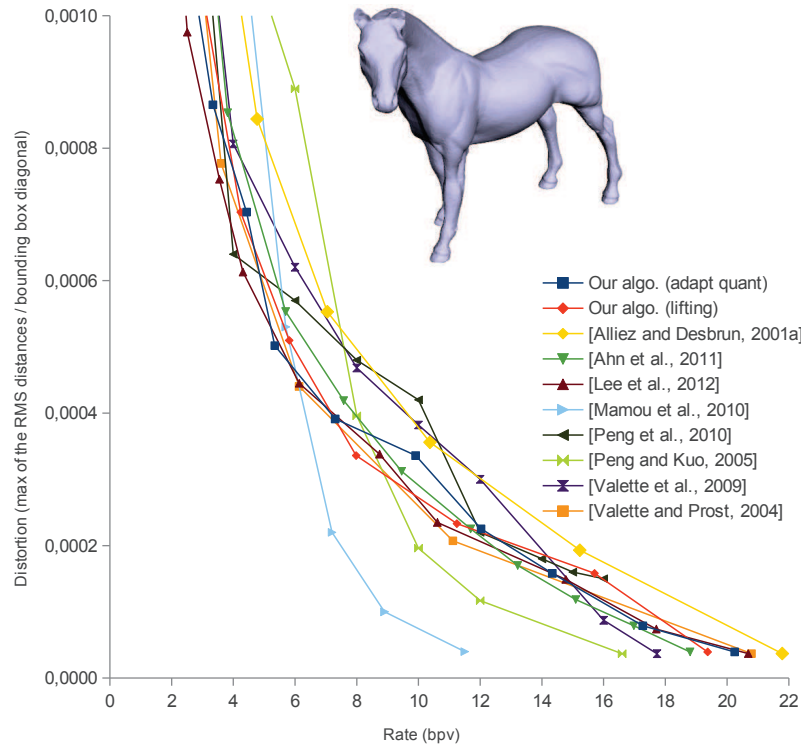 Distortion (max of the RMS distances / bounding box diagonal)
0,0010
0,0008
0,0006
0,0004
0,0002
0,0000
Our algo. (adapt quant)
Our algo. (lifting)
[Alliez and Desbrun, 2001a]
[Ahn et al., 2011]
[Lee et al., 2012]
[Mamou et al., 2010]
[Peng et al., 2010]
[Peng and Kuo, 2005]
[Valette et al., 2009]
[Valette and Prost, 2004]
0 2 4 6 8 10 12 14 16 18 20 22
Rate (bpv)